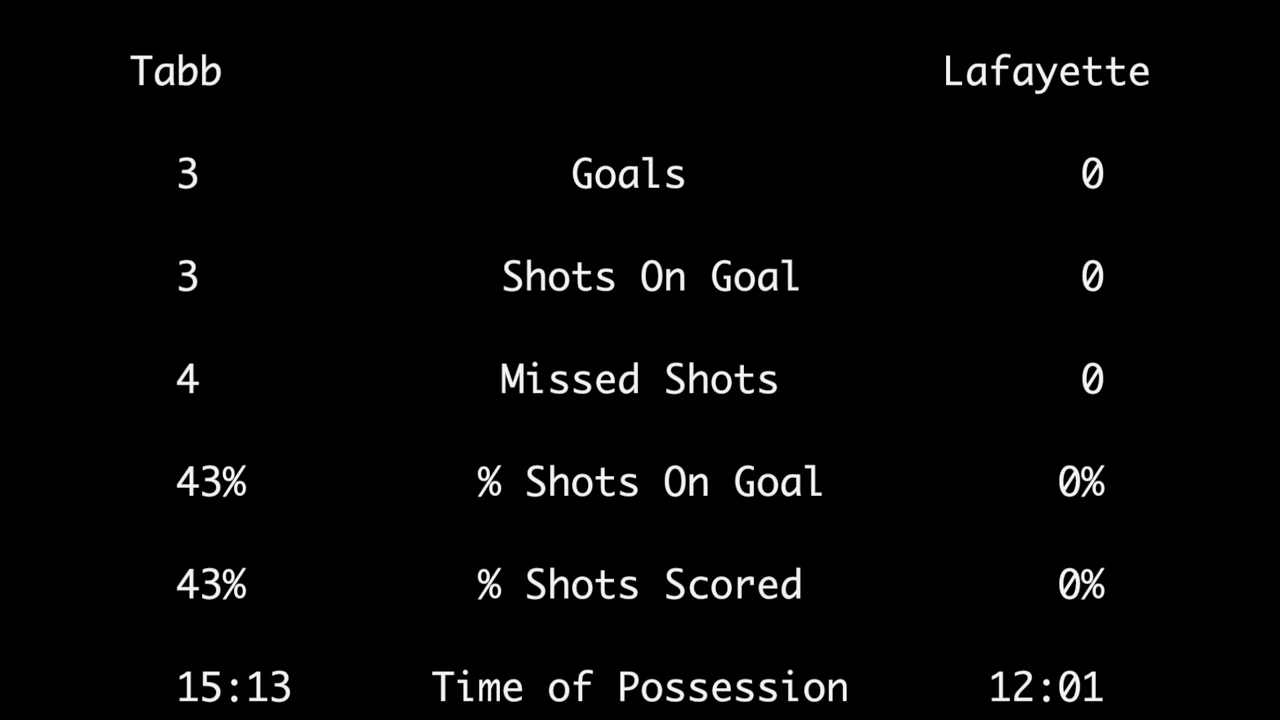 Tabb Lafayette
3 Goals 0
3 Shots On Goal 0
4 Missed Shots 0
43% % Shots On Goal 0%
43% % Shots Scored 0%
15:13 Time of Possession 12:01